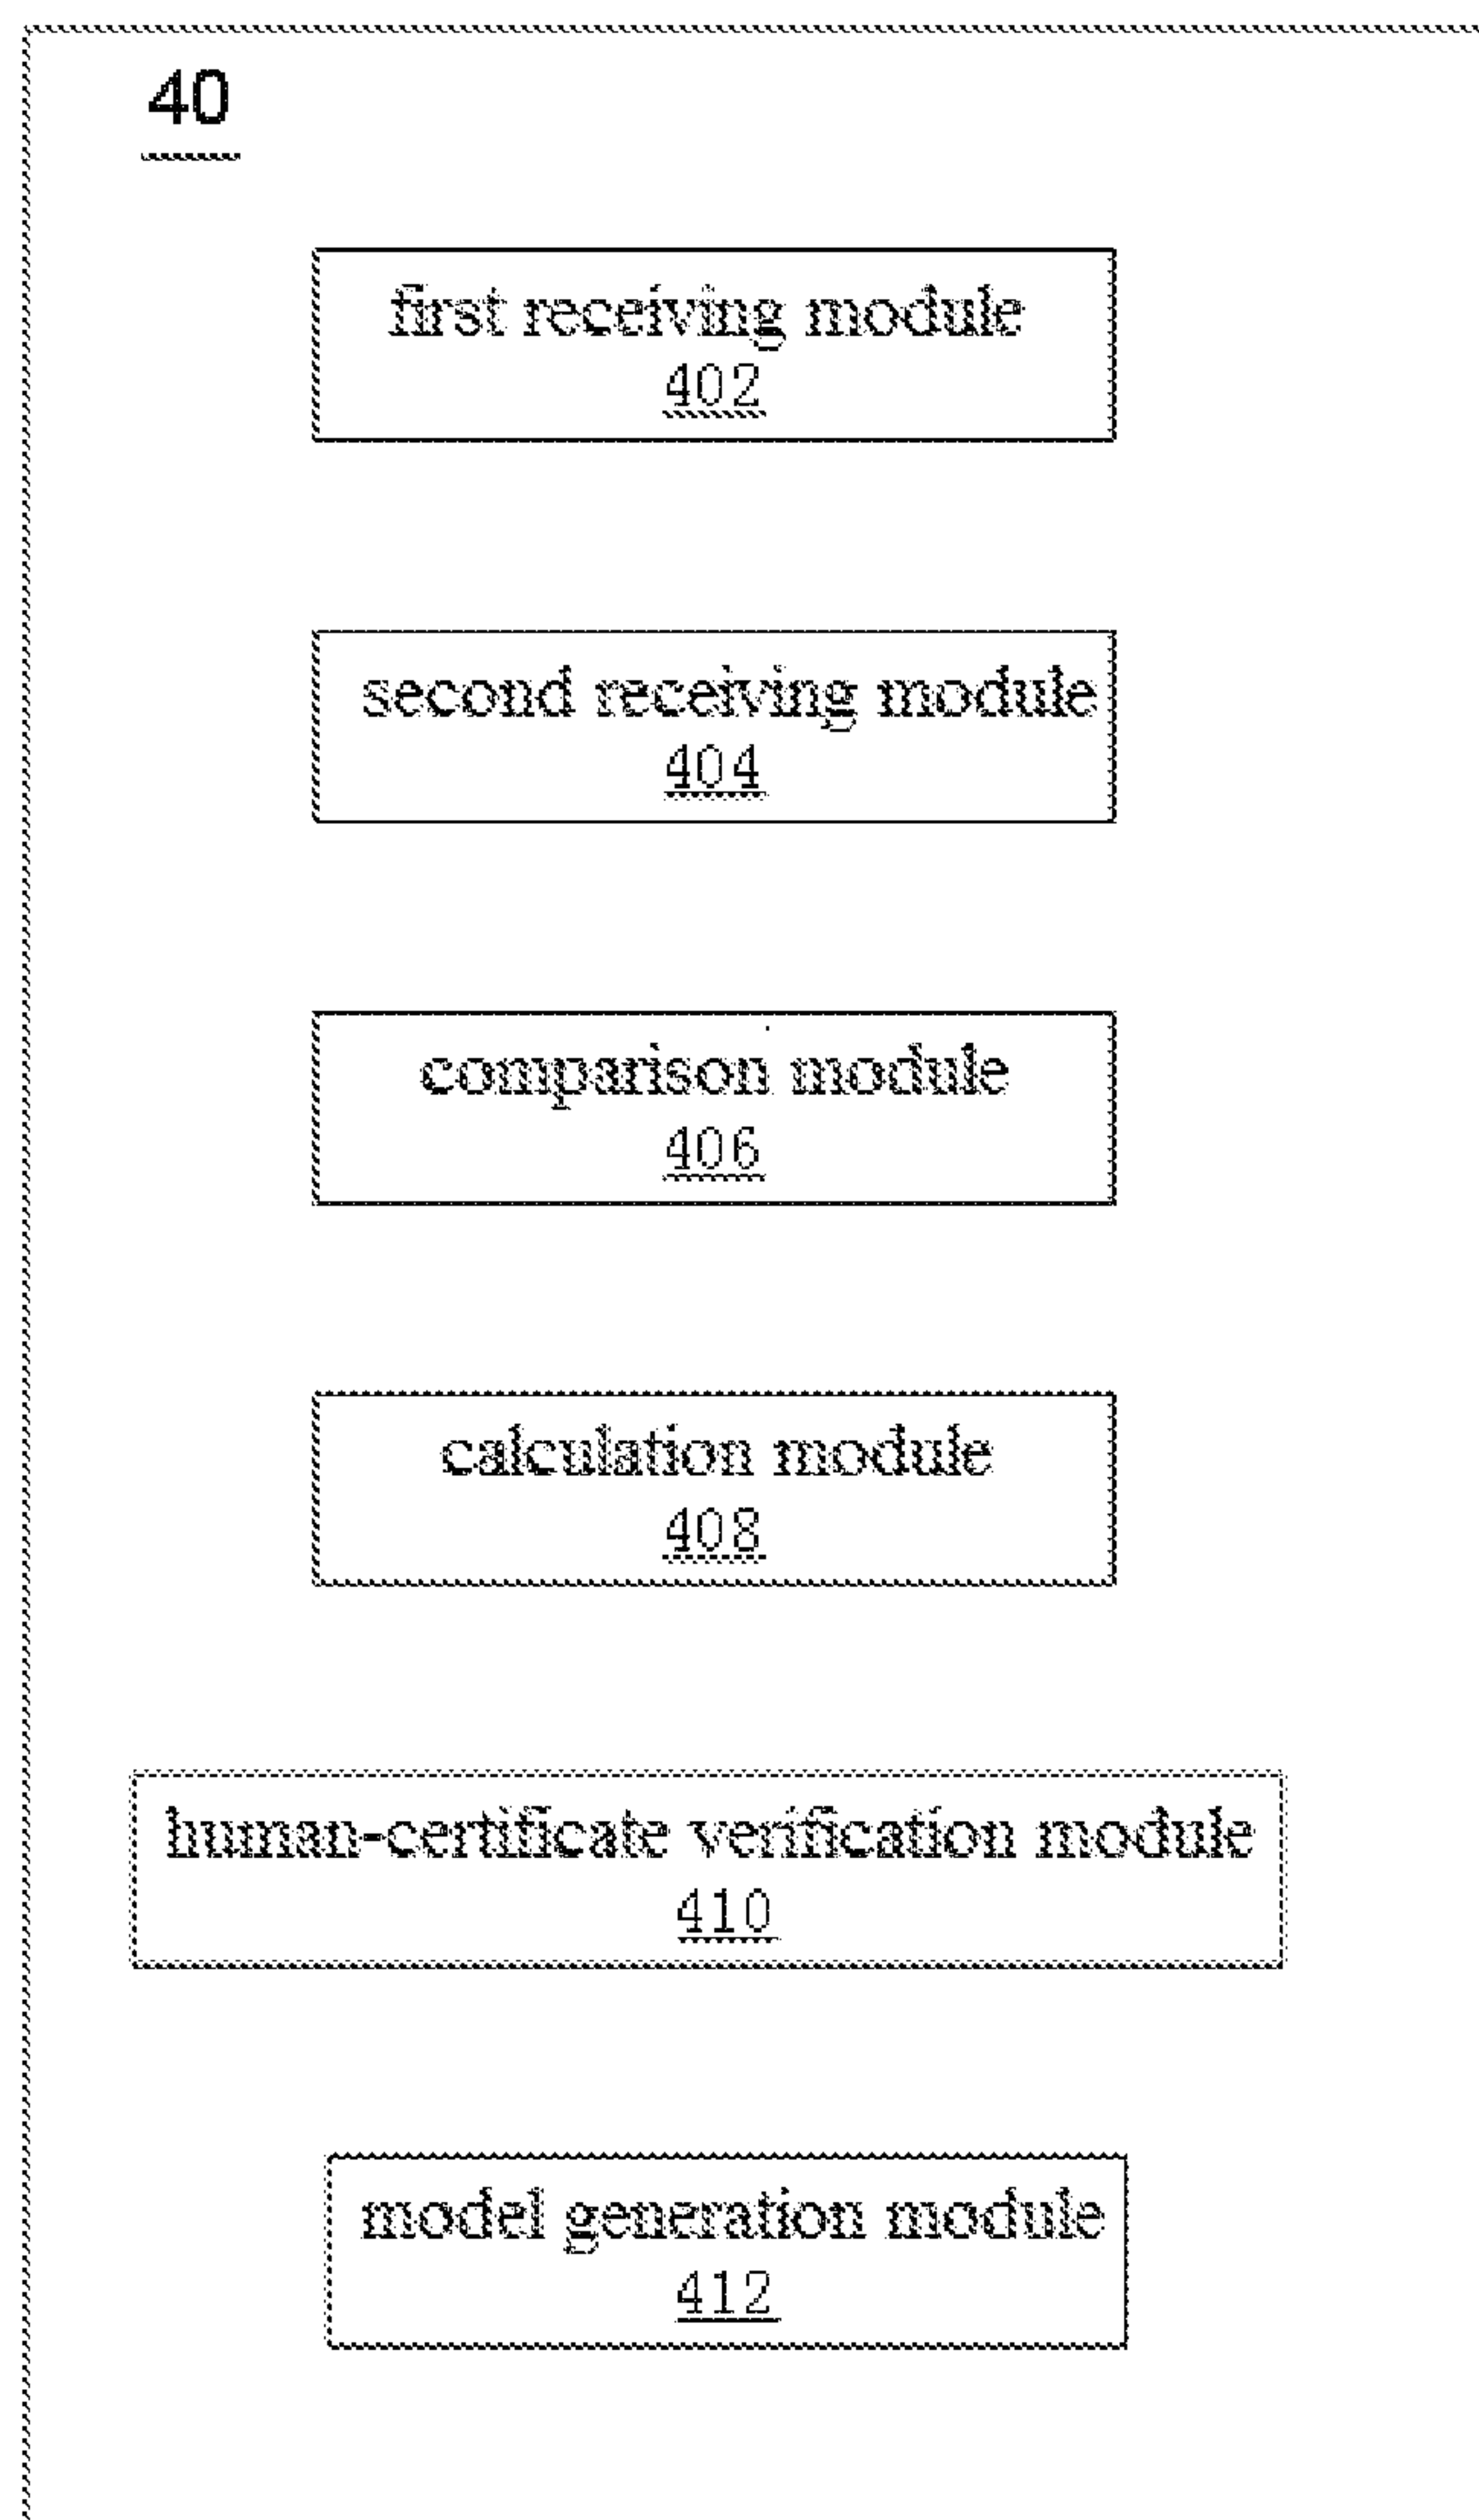 40
first receiving module
402
second receiving module
404
comparison module
406
calculation module
408
human-certificate verification module
410
model generation module
412